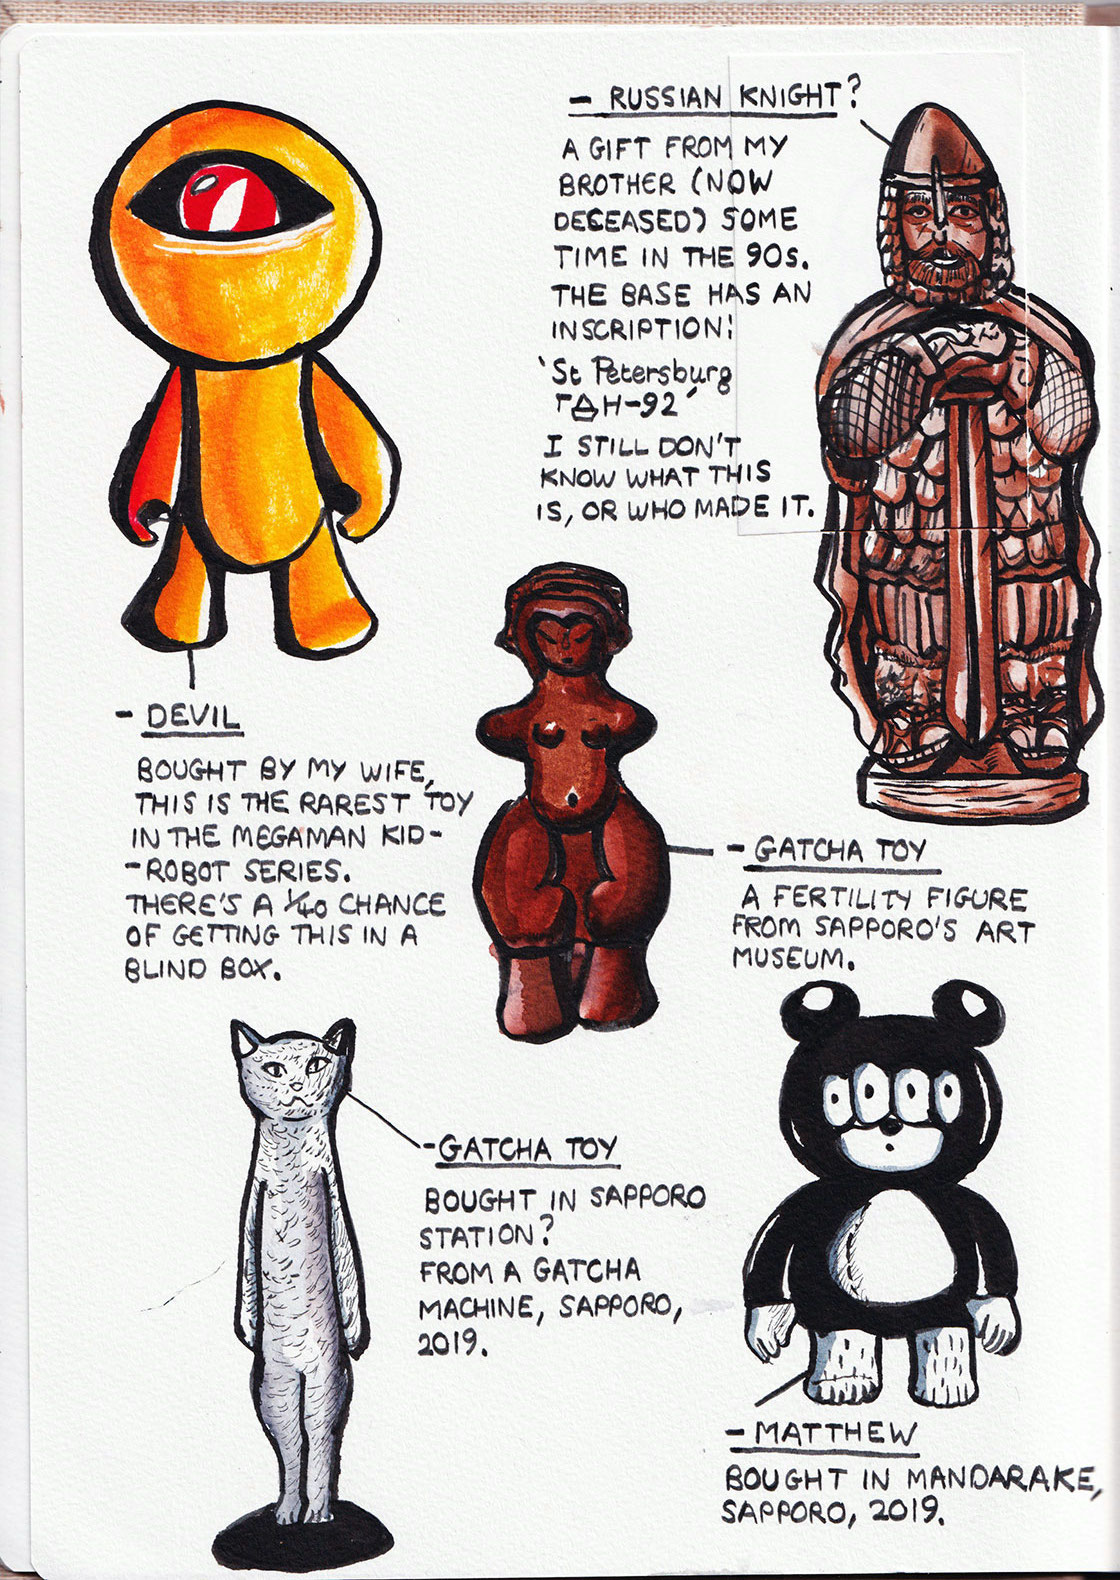 - RUSSIAN KNIGHT?
A GIFT FROM MY
BROTHER (NOW
DECEASED) SOME
TIME IN THE 90s.
THE BASE HAS AN
INSCRIPTION:
'St Petersburg
ГДН-92'
I STILL DON'T
KNOW WHAT THIS
IS, OR WHO MADE IT.
- DEVIL
BOUGHT BY MY WIFE,
THIS IS THE RAREST TOY
IN THE MEGAMAN KID-
-ROBOT SERIES.
THERE'S A 1/40 CHANCE
OF GETTING THIS IN A
BLIND BOX.
- GATCHA TOY
A FERTILITY FIGURE
FROM SAPPORO'S ART
MUSEUM.
- GATCHA TOY
BOUGHT IN SAPPORO
STATION?
FROM A GATCHA
MACHINE, SAPPORO,
2019.
- MATTHEW
BOUGHT IN MANDARAKE,
SAPPORO, 2019.